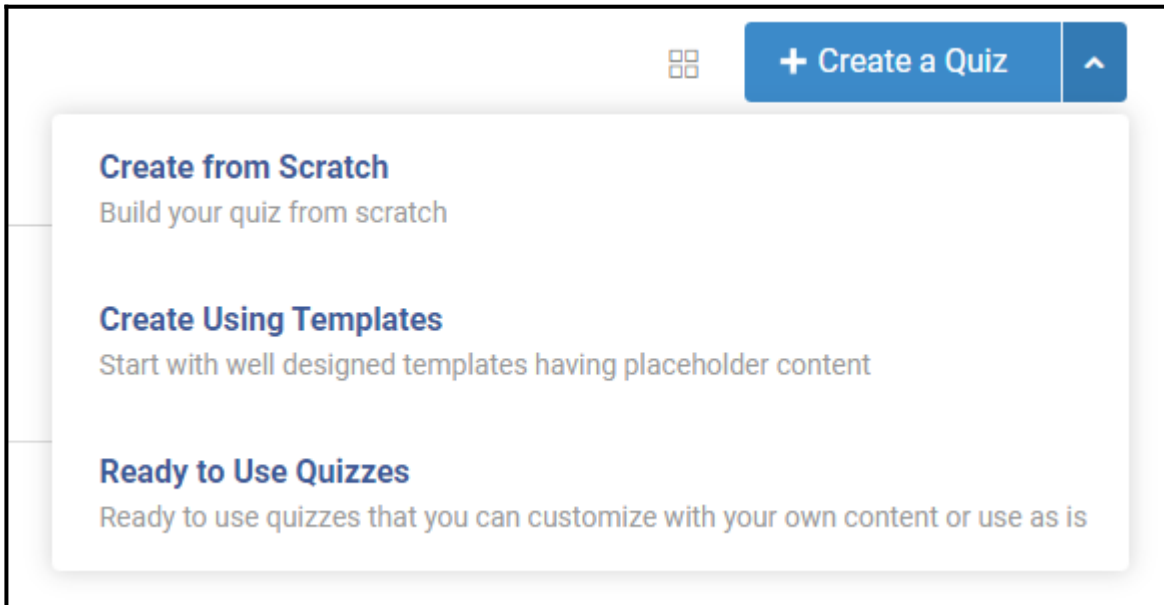 + Create a Quiz
Create from Scratch
Build your quiz from scratch
Create Using Templates
Start with well designed templates having placeholder content
Ready to Use Quizzes
Ready to use quizzes that you can customize with your own content or use as is